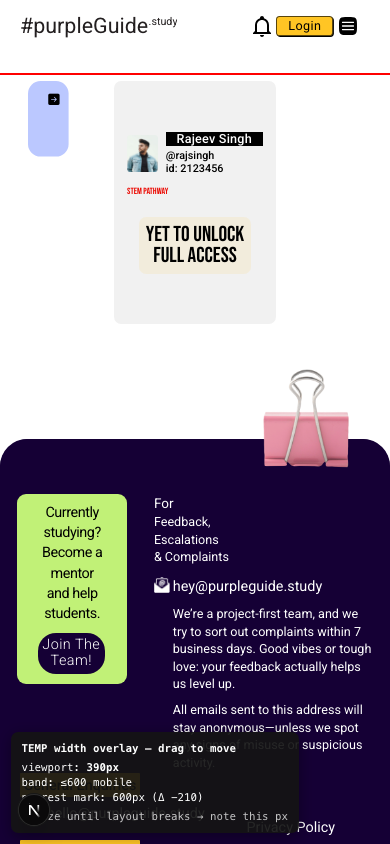 #purpleGuide.study
Login
Rajeev Singh
@rajsingh
id: 2123456
STEM PATHWAY
YET TO UNLOCK
FULL ACCESS
Currently
studying?
Become a
mentor
and help
students.
Join The
Team!
For
Feedback,
Escalations
& Complaints
hey@purpleguide.study
We’re a project-first team, and we
try to sort out complaints within 7
business days. Good vibes or tough
love: your feedback actually helps
us level up.
All emails sent to this address will
stay anonymous—unless we spot
misuse or suspicious
activity.
TEMP width overlay — drag to move
viewport: 390px
band: ≤600 mobile
rest mark: 600px (Δ −210)
N
ze until layout breaks → note this px
Privacy Policy